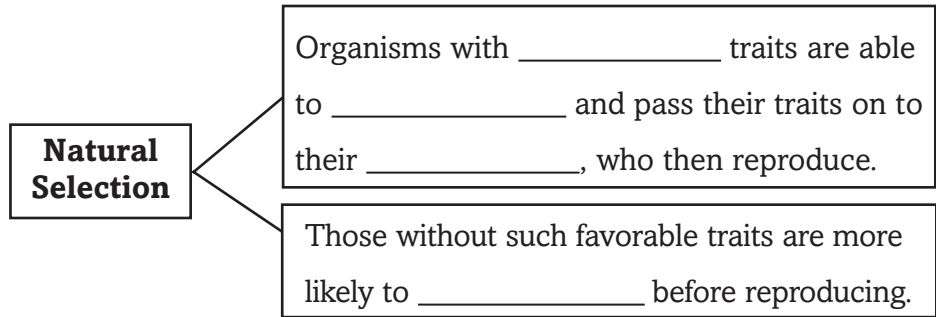 Natural
Selection
Organisms with ______________ traits are able
to ________________ and pass their traits on to
their _______________, who then reproduce.
Those without such favorable traits are more
likely to ________________ before reproducing.